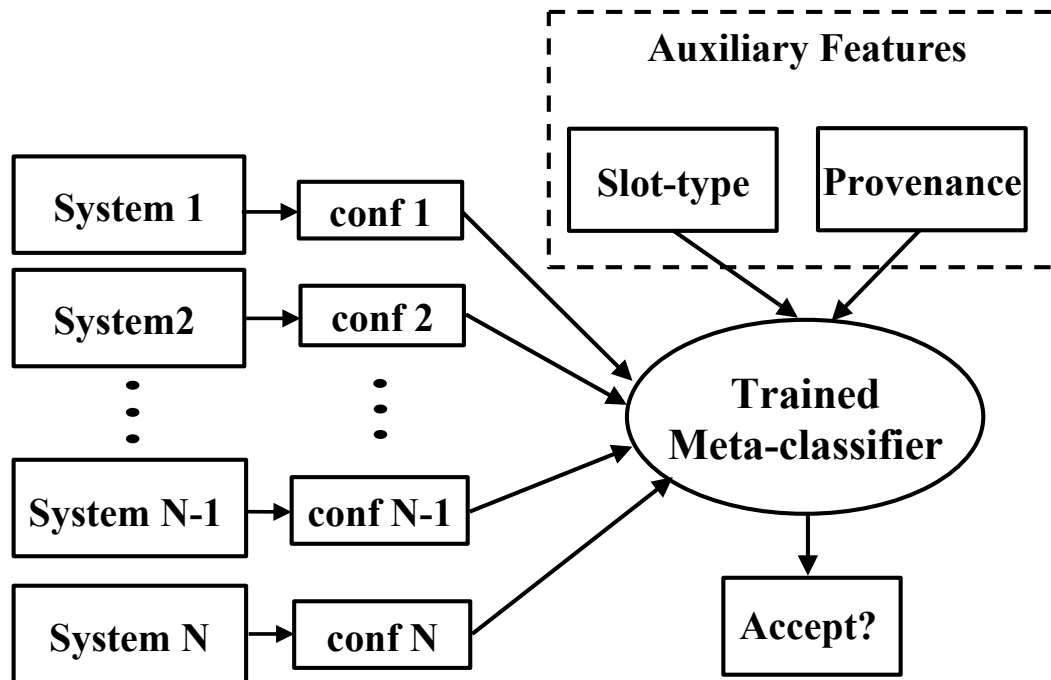 Auxiliary Features
Slot-type
Provenance
System 1
conf 1
System2
conf 2
Trained
Meta-classifier
System N-1
conf N-1
System N
conf N
Accept?